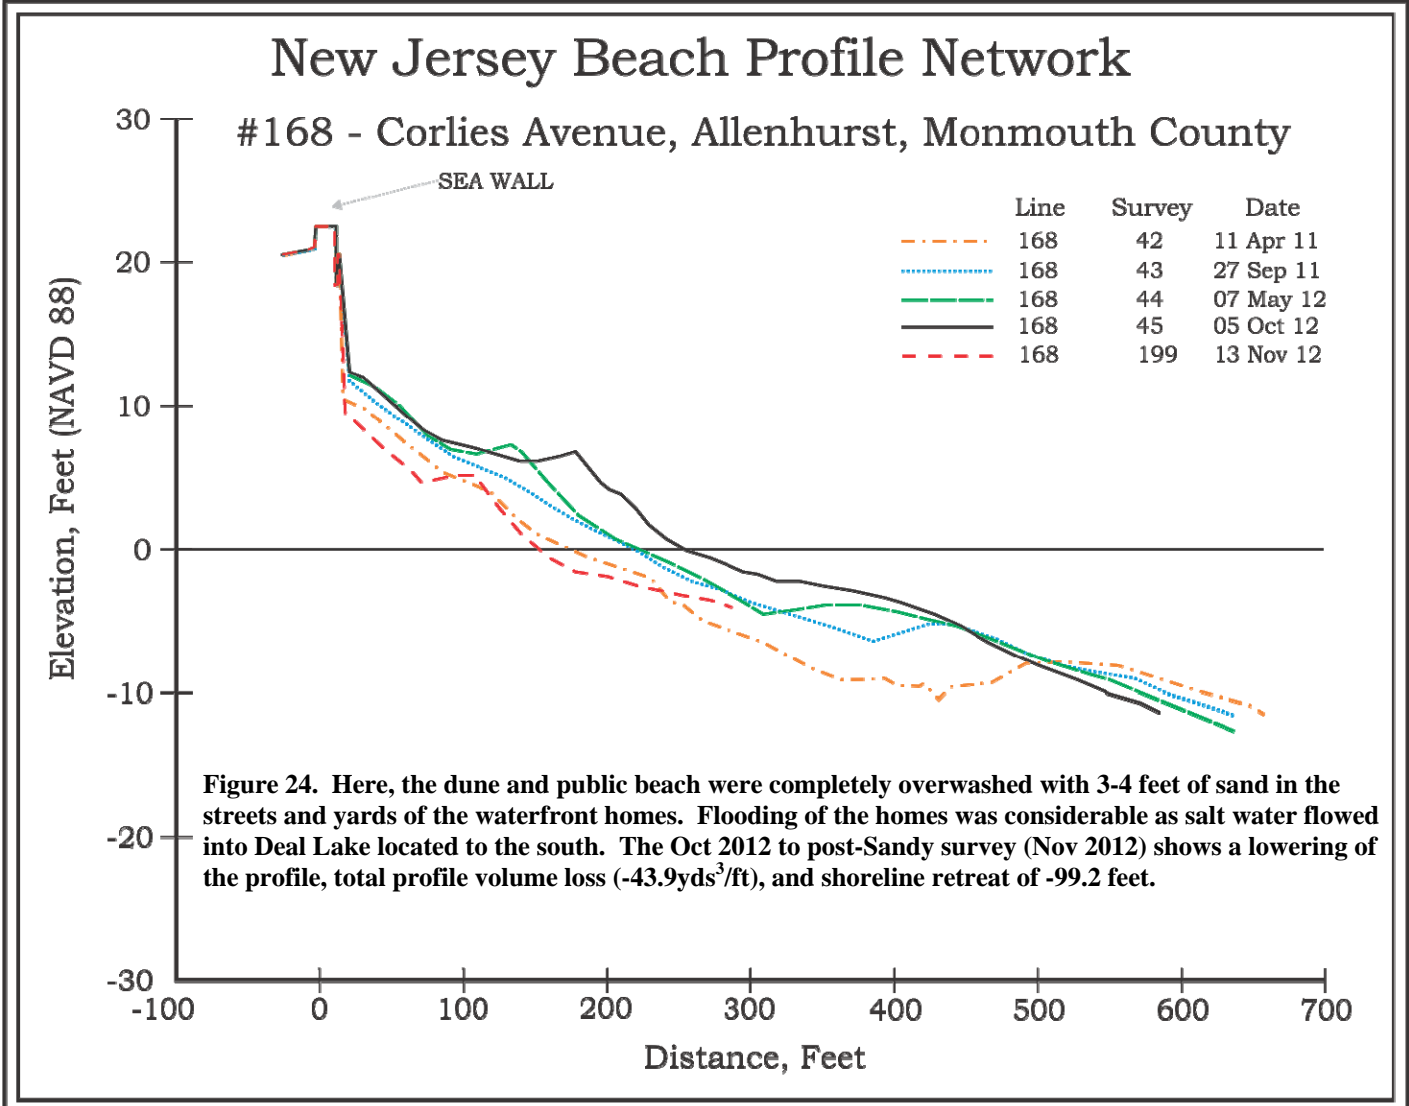 New Jersey Beach Profile Network
#168 - Corlies Avenue, Allenhurst, Monmouth County
SEA WALL
Line Survey Date
168 42 11 Apr 11
168 43 27 Sep 11
168 44 07 May 12
168 45 05 Oct 12
168 199 13 Nov 12
Elevation, Feet (NAVD 88)
30
20
10
0
-10
-20
-30
Figure 24. Here, the dune and public beach were completely overwashed with 3-4 feet of sand in the
streets and yards of the waterfront homes. Flooding of the homes was considerable as salt water flowed
into Deal Lake located to the south. The Oct 2012 to post-Sandy survey (Nov 2012) shows a lowering of
the profile, total profile volume loss (-43.9yds³/ft), and shoreline retreat of -99.2 feet.
-100 0 100 200 300 400 500 600 700
Distance, Feet